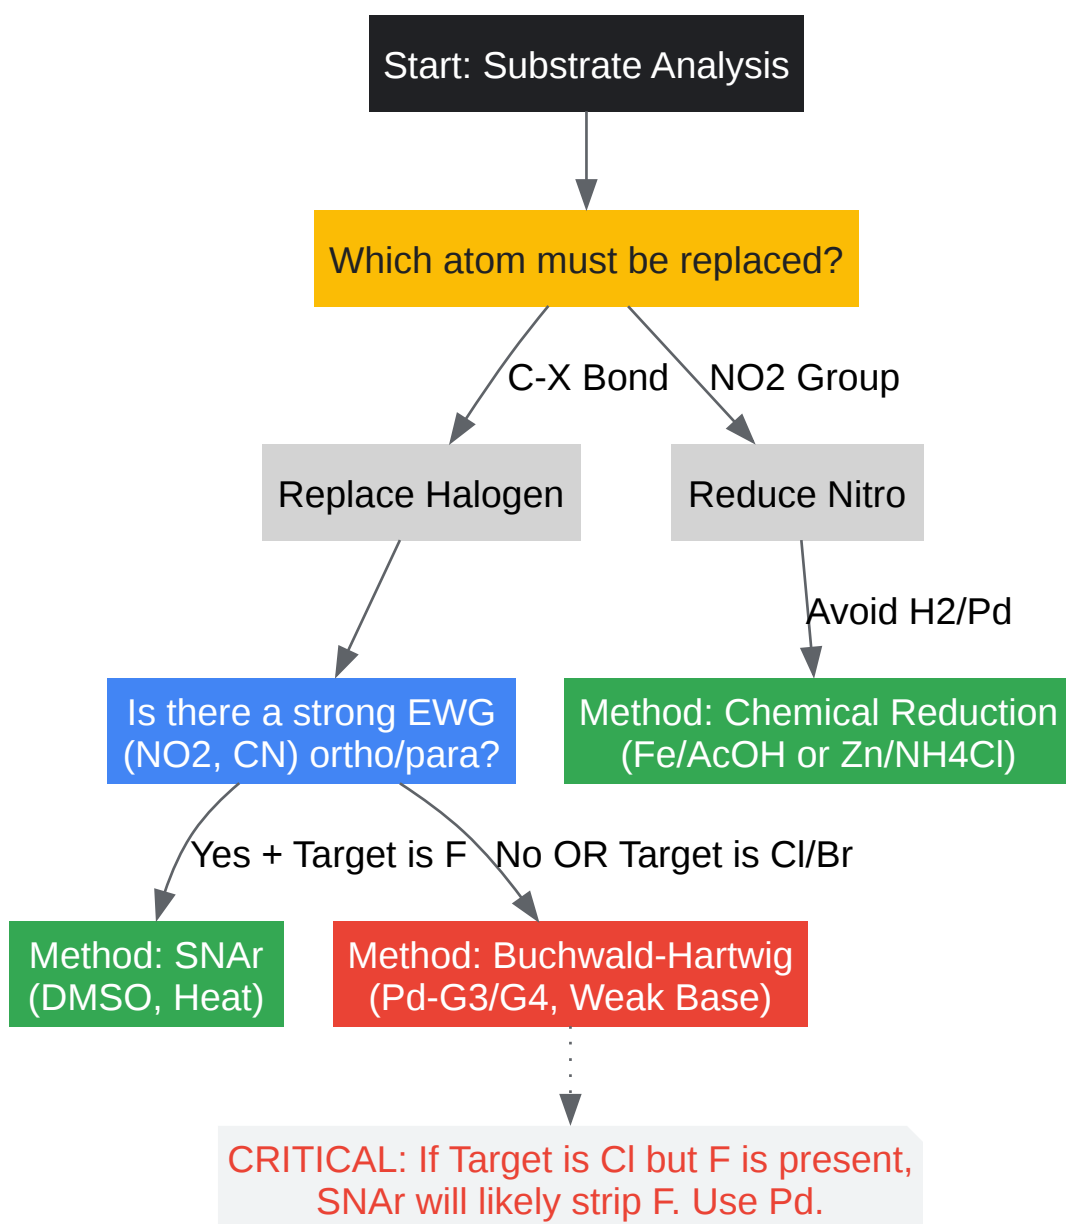 Start: Substrate Analysis
Which atom must be replaced?
C-X Bond
NO2 Group
Replace Halogen
Reduce Nitro
Avoid H2/Pd
Is there a strong EWG
(NO2, CN) ortho/para?
Method: Chemical Reduction
(Fe/AcOH or Zn/NH4Cl)
Yes + Target is F
No OR Target is Cl/Br
Method: SNAr
(DMSO, Heat)
Method: Buchwald-Hartwig
(Pd-G3/G4, Weak Base)
CRITICAL: If Target is Cl but F is present,
SNAr will likely strip F. Use Pd.